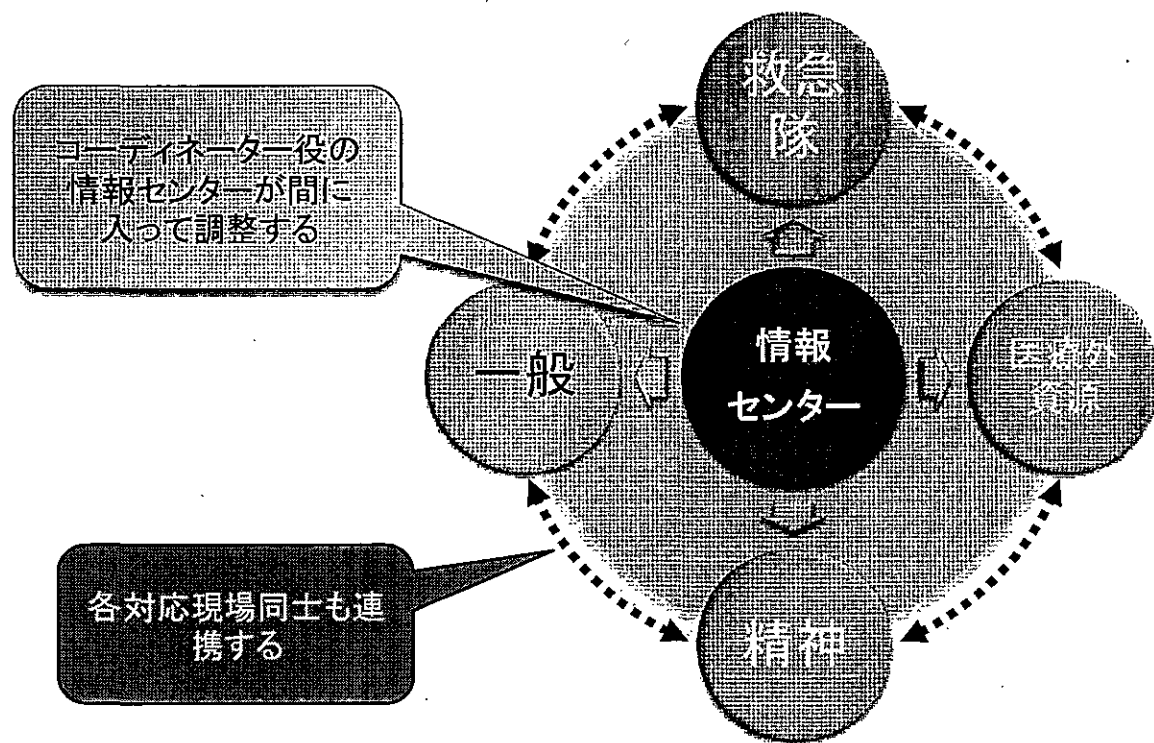 救急
隊
コーディネーター役の
情報センターが間に
入って調整する
一般
情報
センター
医療外
資源
精神
各対応現場同士も連
携する